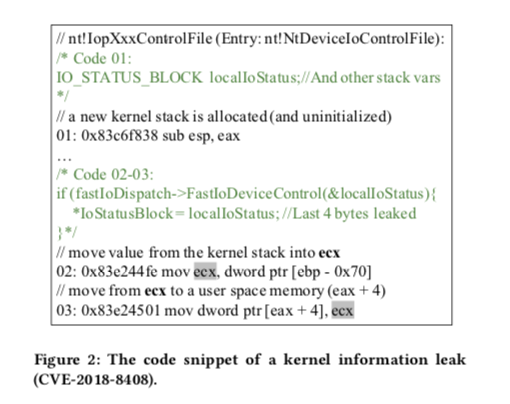 // nt!IopXxxControlFile (Entry: nt!NtDeviceIoControlFile):
/* Code 01:
IO_STATUS_BLOCK localIoStatus;//And other stack vars
*/
// a new kernel stack is allocated (and uninitialized)
01: 0x83c6f838 sub esp, eax
...
/* Code 02-03:
if (fastIoDispatch->FastIoDeviceControl(&localIoStatus){
*IoStatusBlock = localIoStatus; //Last 4 bytes leaked
}*/
// move value from the kernel stack into ecx
02: 0x83e244fe mov ecx, dword ptr [ebp - 0x70]
// move from ecx to a user space memory (eax + 4)
03: 0x83e24501 mov dword ptr [eax + 4], ecx
Figure 2: The code snippet of a kernel information leak
(CVE-2018-8408).